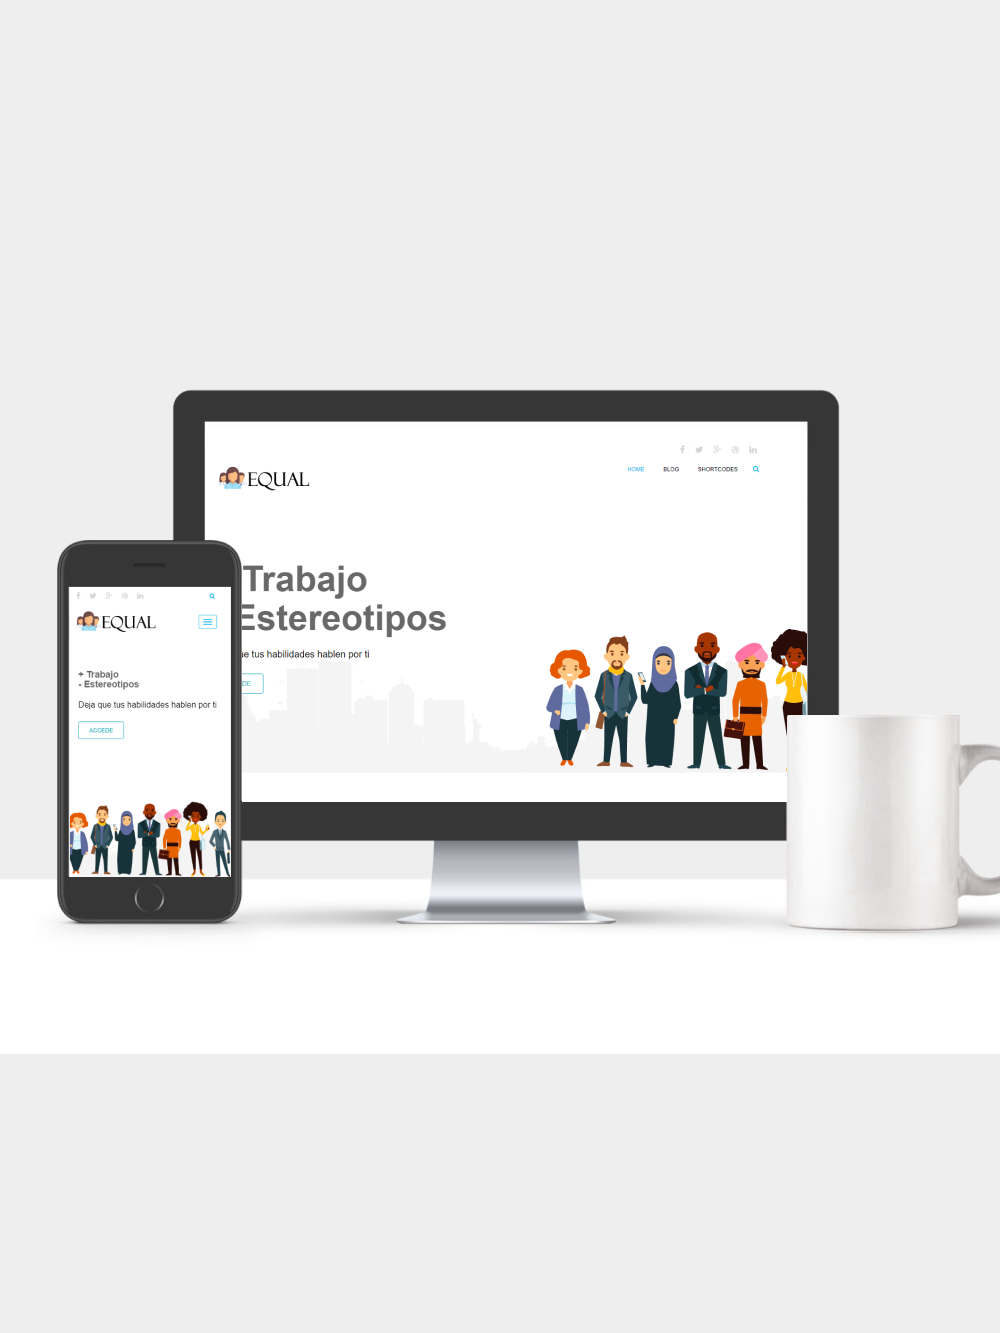 EQUAL
HOME BLOG SHORTCODES
Trabajo
Estereotipos
ue tus habilidades hablen por ti
DE
EQUAL
+ Trabajo
- Estereotipos
Deja que tus habilidades hablen por ti
ACCEDE